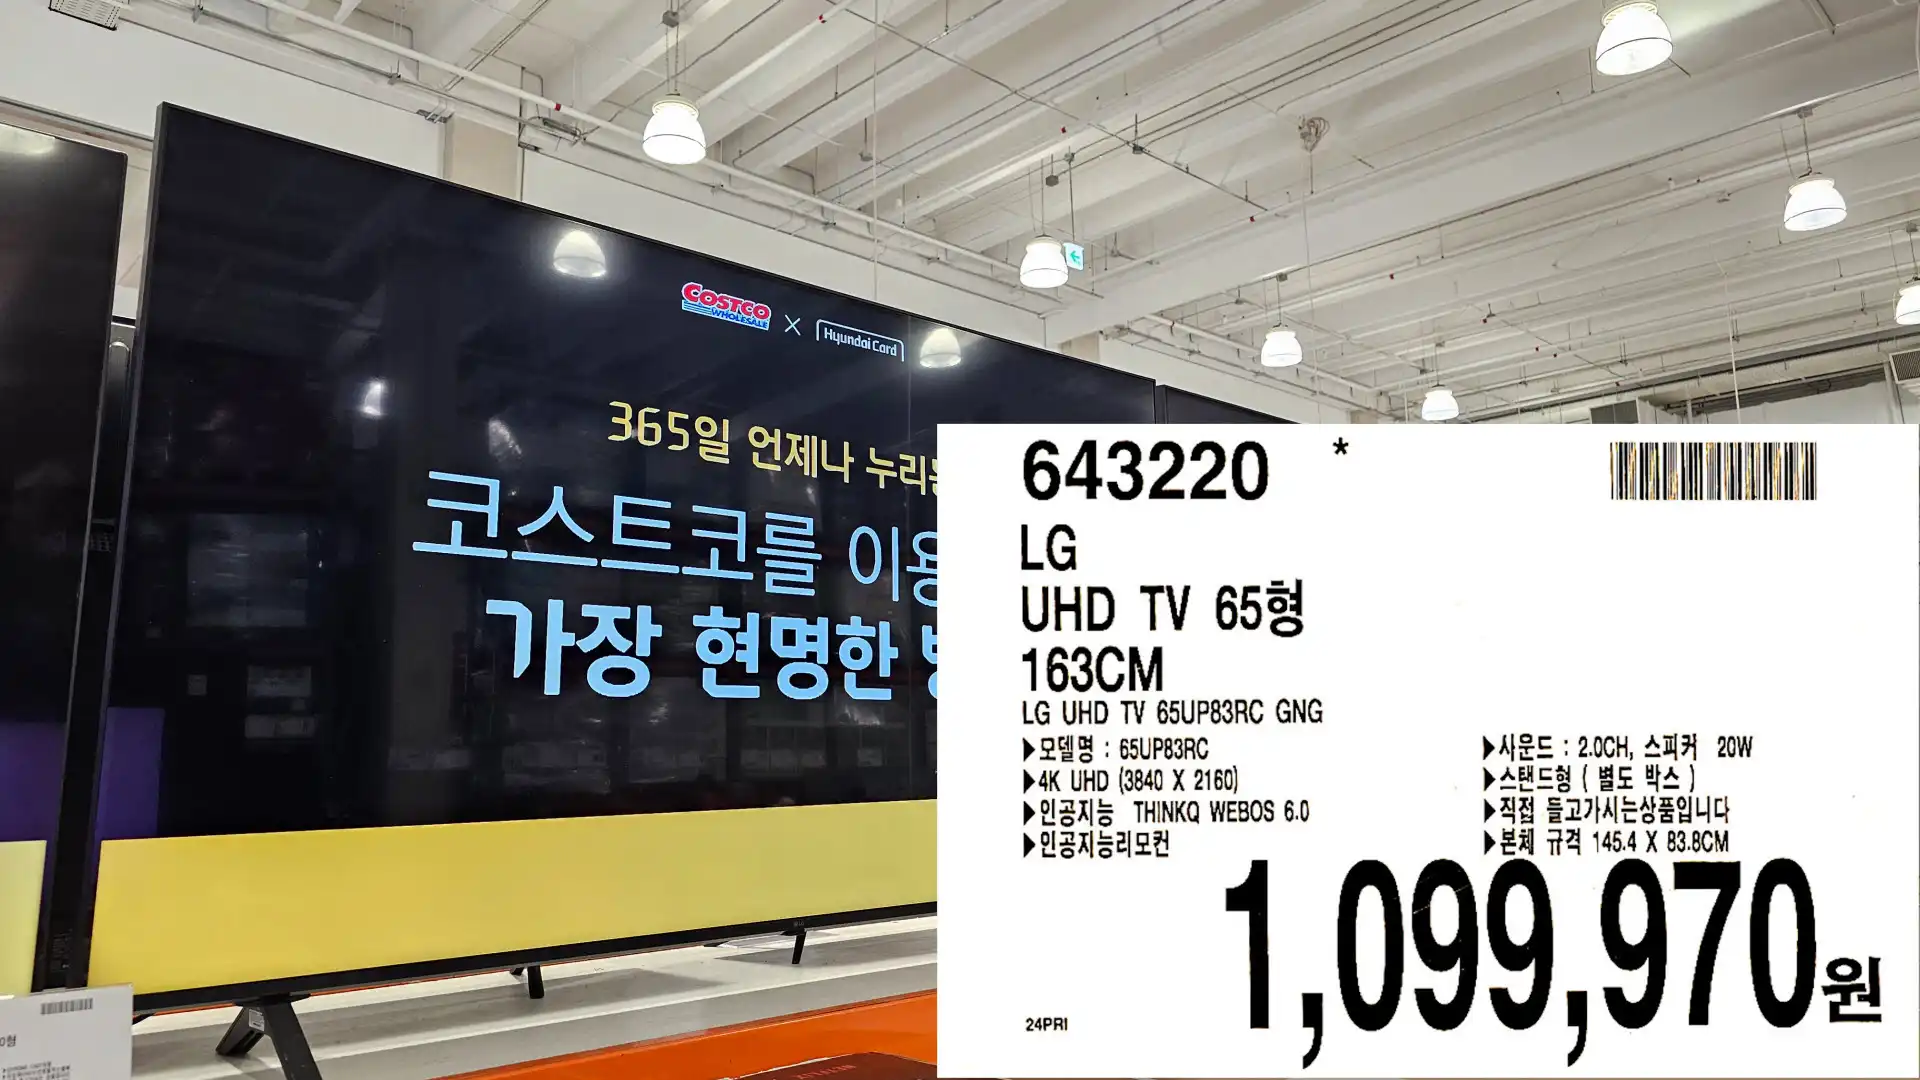 COSTCO
WHOLESALE
×
Hyundai Card
365일 언제나 누리는
코스트코를 이용
가장 현명한
643220 *
LG
UHD TV 65형
163CM
LG UHD TV 65UP83RC GNG
▶모델명 : 65UP83RC
▶4K UHD (3840 X 2160)
▶인공지능 THINKQ WEBOS 6.0
▶인공지능리모컨
▶사운드 : 2.0CH, 스피커 20W
▶스탠드형 ( 별도 박스 )
▶직접 들고가시는상품입니다
▶본체 규격 145.4 X 83.8CM
1,099,970원
24PRI